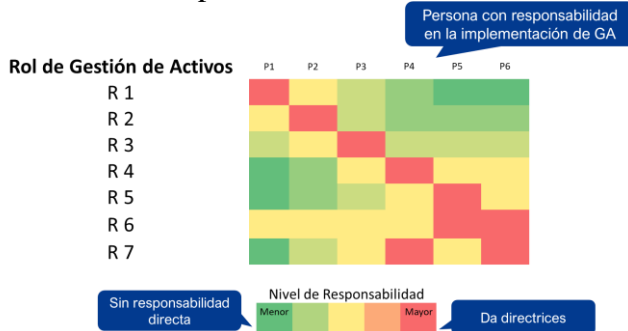 Persona con responsabilidad
en la implementación de GA
Rol de Gestión de Activos P1 P2 P3 P4 P5 P6
R 1
R 2
R 3
R 4
R 5
R 6
R 7
Nivel de Responsabilidad
Sin responsabilidad
directa
Menor Mayor
Da directrices